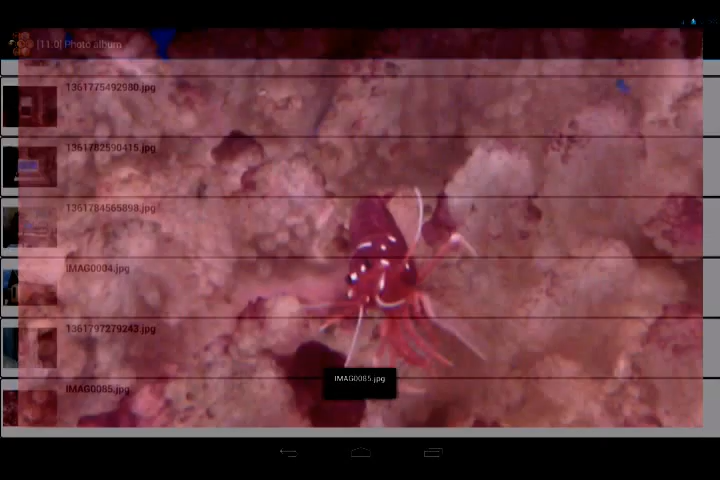 [11.0] Photo album
1361775492980.jpg
1361782590415.jpg
1361784565898.jpg
IMAG0004.jpg
1361797279243.jpg
IMAG0085.jpg
IMAG0085.jpg